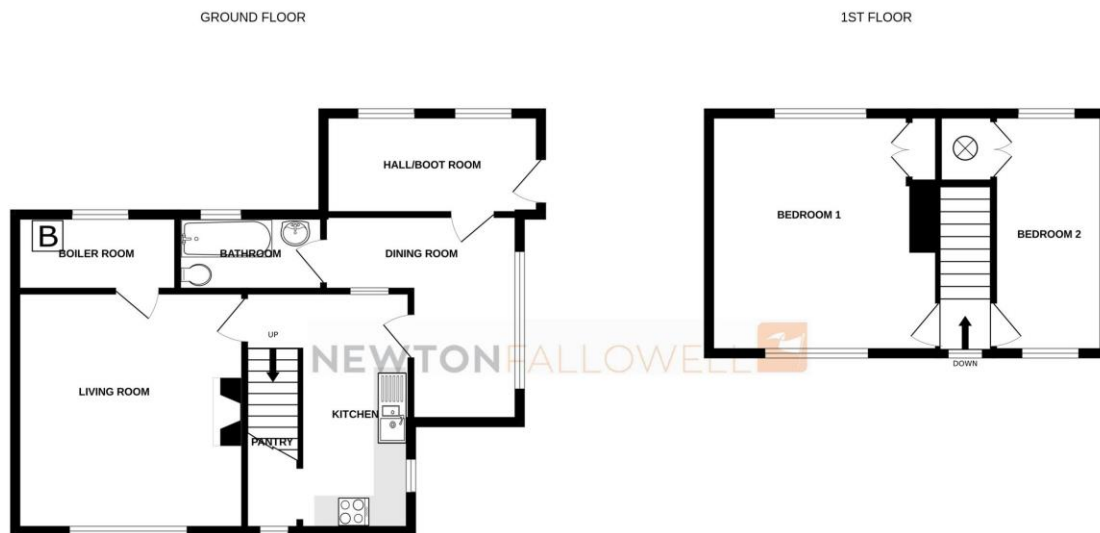 GROUND FLOOR
1ST FLOOR
HALL/BOOT ROOM
B
BOILER ROOM
BATHROOM
DINING ROOM
UP
LIVING ROOM
KITCHEN
PANTRY
BEDROOM 1
BEDROOM 2
DOWN
NEWTONFALLOWELL